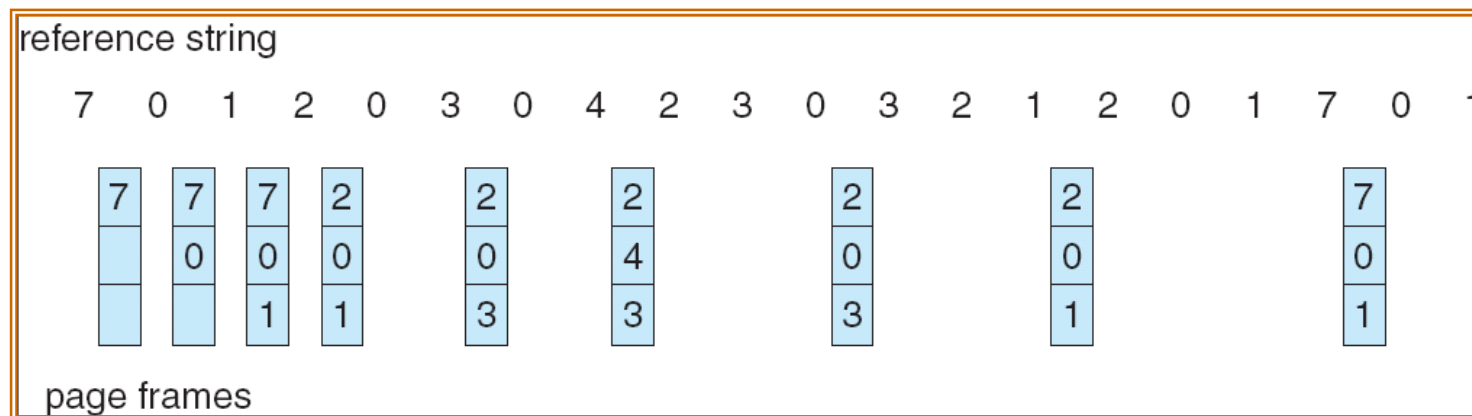 reference string
7 0 1 2 0 3 0 4 2 3 0 3 2 1 2 0 1 7 0 1
7 7 7 2 2 2 2 2 7
0 0 0 0 4 0 0 0
1 1 3 3 3 1 1
page frames